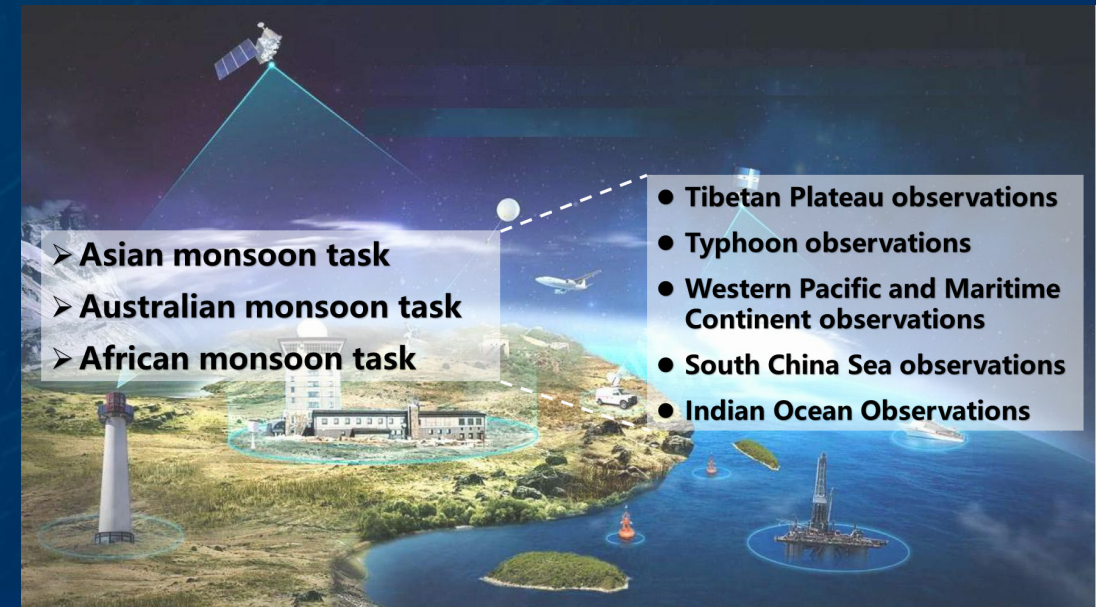 ➢ Asian monsoon task
➢ Australian monsoon task
➢ African monsoon task
● Tibetan Plateau observations
● Typhoon observations
● Western Pacific and Maritime
Continent observations
● South China Sea observations
● Indian Ocean Observations